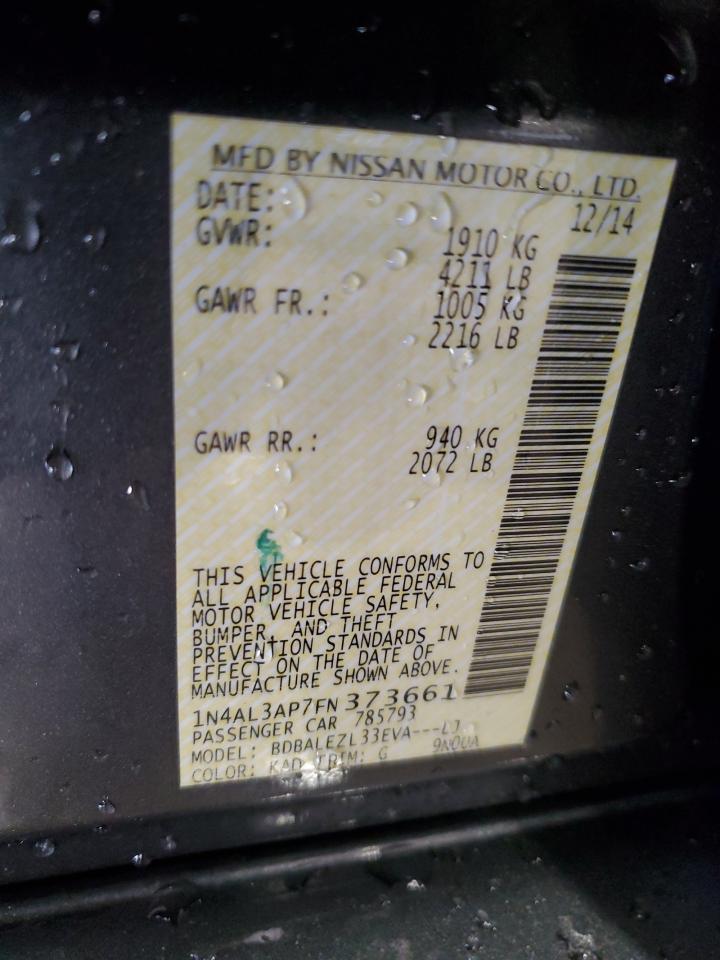 MFD BY NISSAN MOTOR CO., LTD.
DATE: 12/14
GVWR: 1910 KG
4211 LB
GAWR FR.: 1005 KG
2216 LB
GAWR RR.: 940 KG
2072 LB
THIS VEHICLE CONFORMS TO
ALL APPLICABLE FEDERAL
MOTOR VEHICLE SAFETY,
BUMPER, AND THEFT
PREVENTION STANDARDS IN
EFFECT ON THE DATE OF
MANUFACTURE SHOWN ABOVE.
1N4AL3AP7FN 373661
PASSENGER CAR 785793
MODEL: BDBALEZL33EVA---LJ
COLOR: KAD TRIM: G